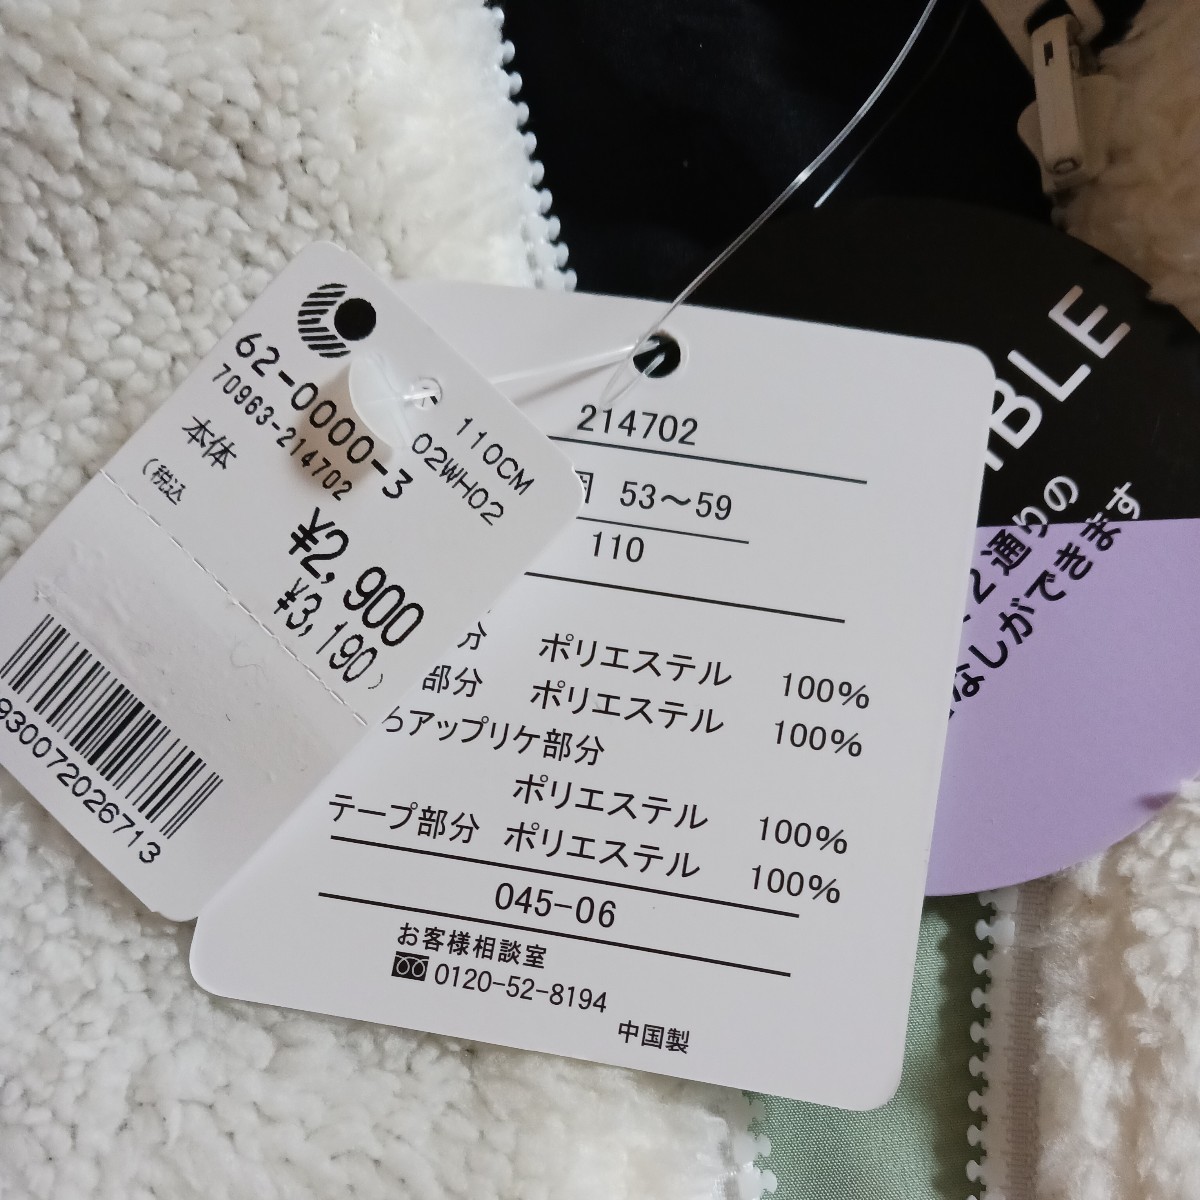 62-0000-3
110CM
70963-214702
02WH02
本体
¥2,900
(税込
¥3,190)
930072026713
214702
53〜59
110
分 ポリエステル 100%
部分 ポリエステル 100%
ろアップリケ部分
ポリエステル 100%
テープ部分 ポリエステル 100%
045-06
お客様相談室
0120-52-8194
中国製
IBLE
2通りの
なしができます